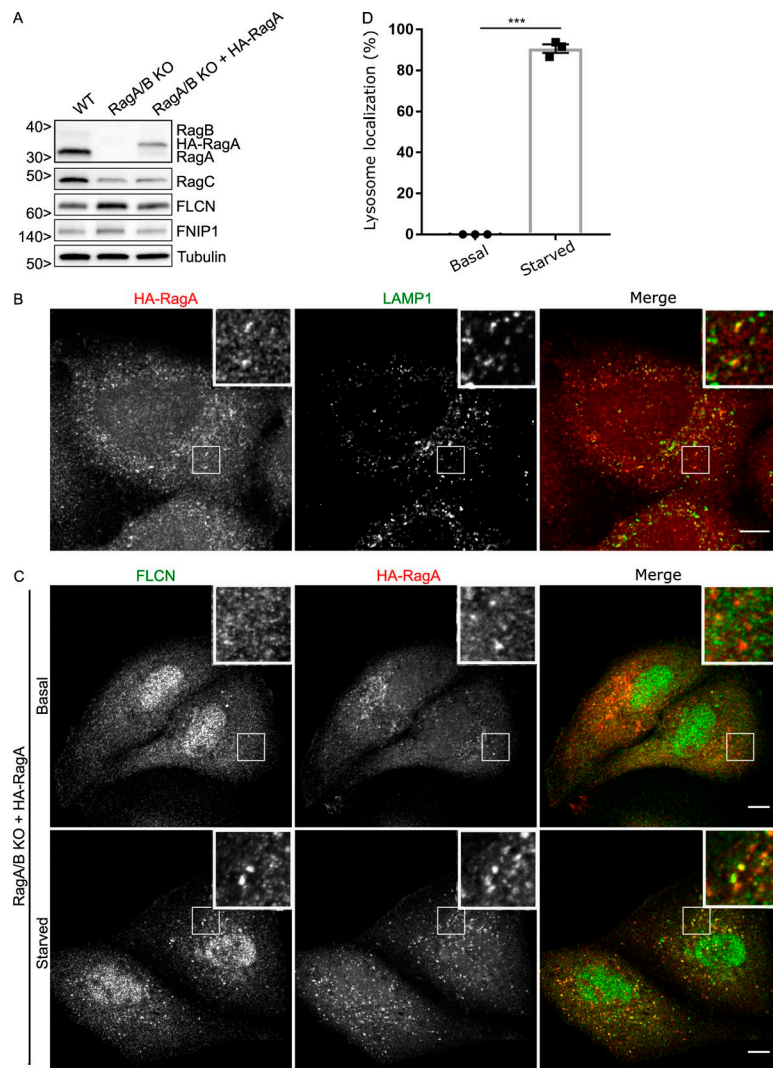 A
WT
RagA/B KO
RagA/B KO + HA-RagA
40>
30>
RagB
HA-RagA
RagA
50>
RagC
60>
FLCN
140>
FNIP1
50>
Tubulin
D
***
Lysosome localization (%)
100
80
60
40
20
0
Basal
Starved
B
HA-RagA
LAMP1
Merge
C
FLCN
HA-RagA
Merge
RagA/B KO + HA-RagA
Basal
Starved